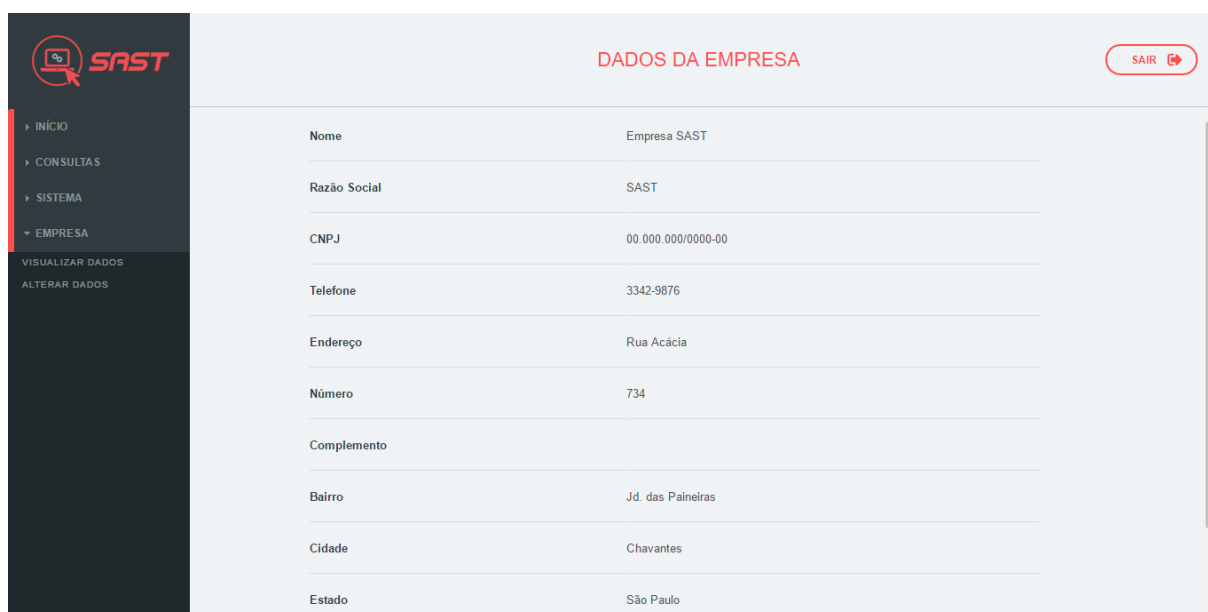 SAST
DADOS DA EMPRESA
SAIR
INÍCIO
CONSULTAS
SISTEMA
EMPRESA
VISUALIZAR DADOS
ALTERAR DADOS
Nome Empresa SAST
Razão Social SAST
CNPJ 00.000.000/0000-00
Telefone 3342-9876
Endereço Rua Acácia
Número 734
Complemento
Bairro Jd. das Paineiras
Cidade Chavantes
Estado São Paulo